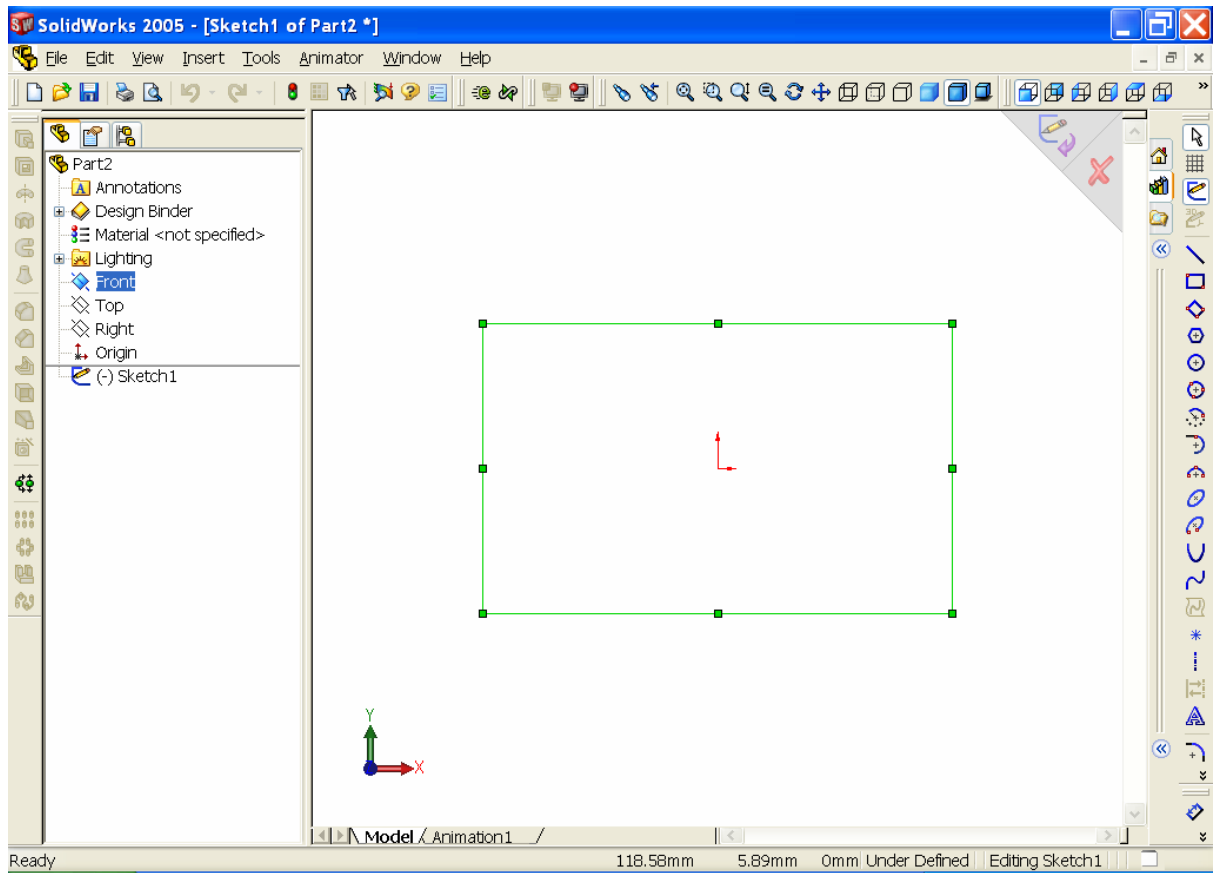 SolidWorks 2005 - [Sketch1 of Part2 *]
File Edit View Insert Tools Animator Window Help
Part2
Annotations
Design Binder
Material <not specified>
Lighting
Front
Top
Right
Origin
(-) Sketch1
Y
X
Model Animation1
Ready 118.58mm 5.89mm 0mm Under Defined Editing Sketch1